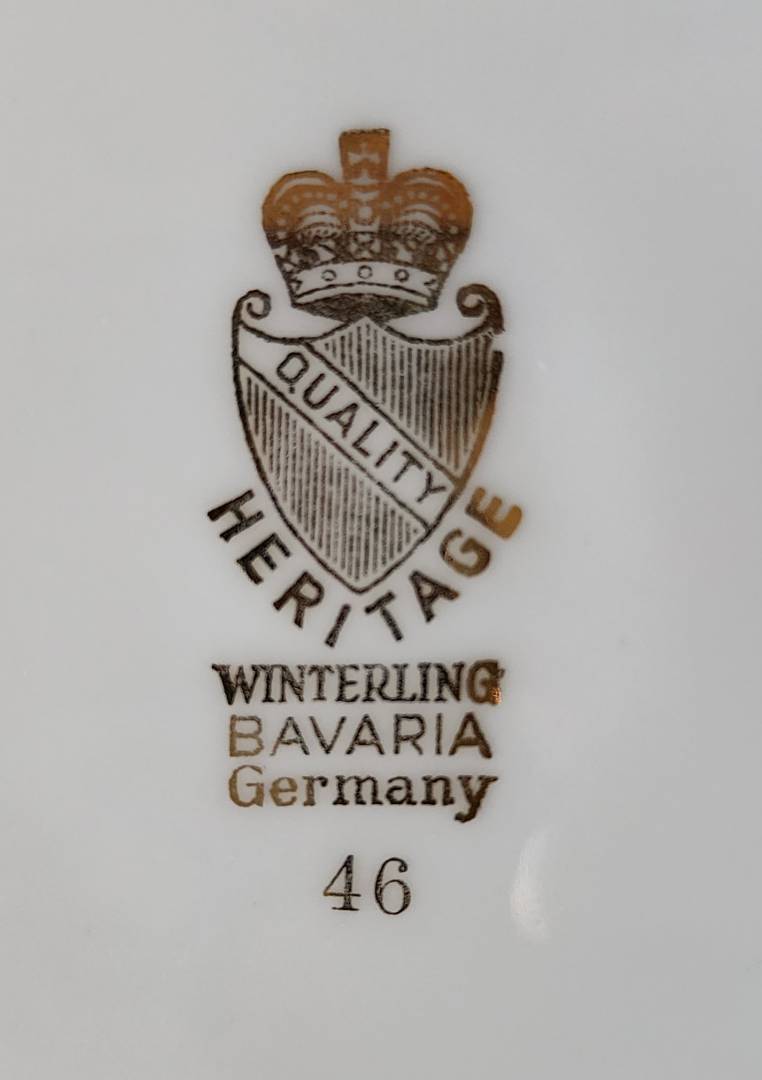 QUALITY
HERITAGE
WINTERLING
BAVARIA
Germany
46